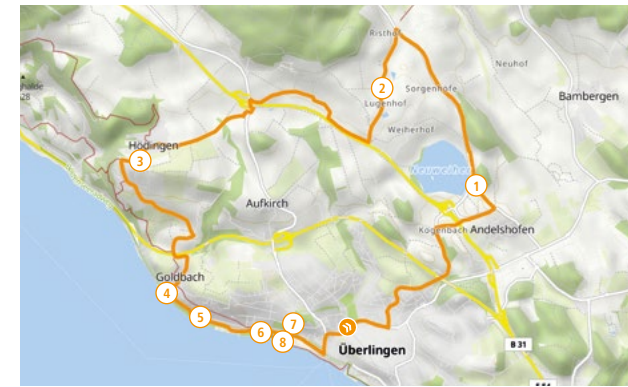 Risthof
2
Sorgenhof
Neuhof
Lugenhof
Bambergen
Weiherhof
Hödingen
3
Neuweiher
1
Aufkirch
Kogenbach
Andelshofen
Goldbach
4
5
6
7
8
Überlingen
B 31